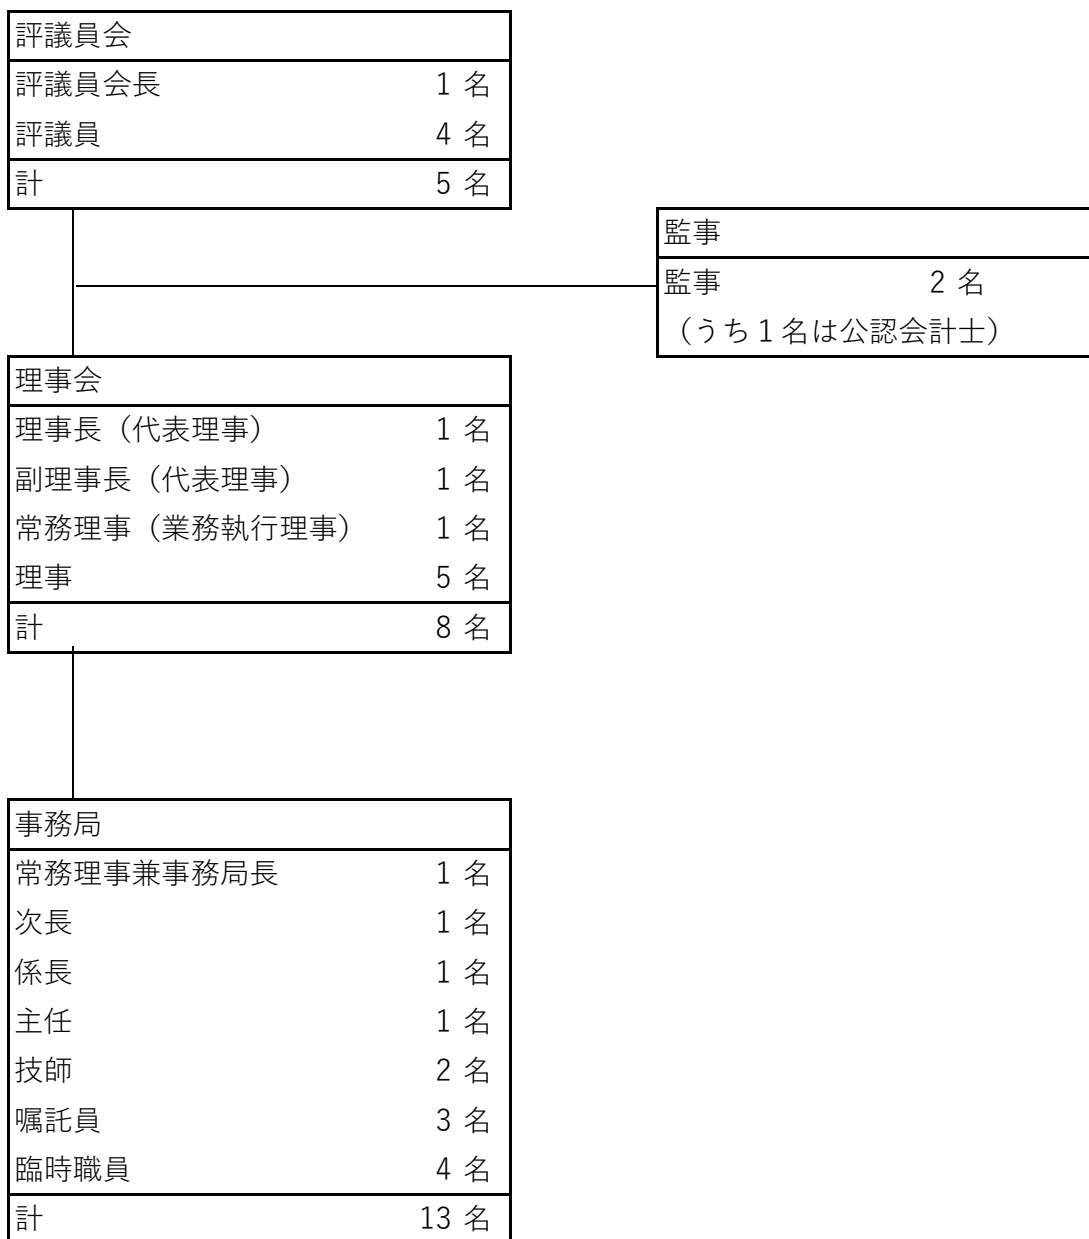 評議員会
評議員会長 1 名
評議員 4 名
計 5 名
監事
監事 2 名
（うち１名は公認会計士）
理事会
理事長（代表理事） 1 名
副理事長（代表理事） 1 名
常務理事（業務執行理事） 1 名
理事 5 名
計 8 名
事務局
常務理事兼事務局長 1 名
次長 1 名
係長 1 名
主任 1 名
技師 2 名
嘱託員 3 名
臨時職員 4 名
計 13 名